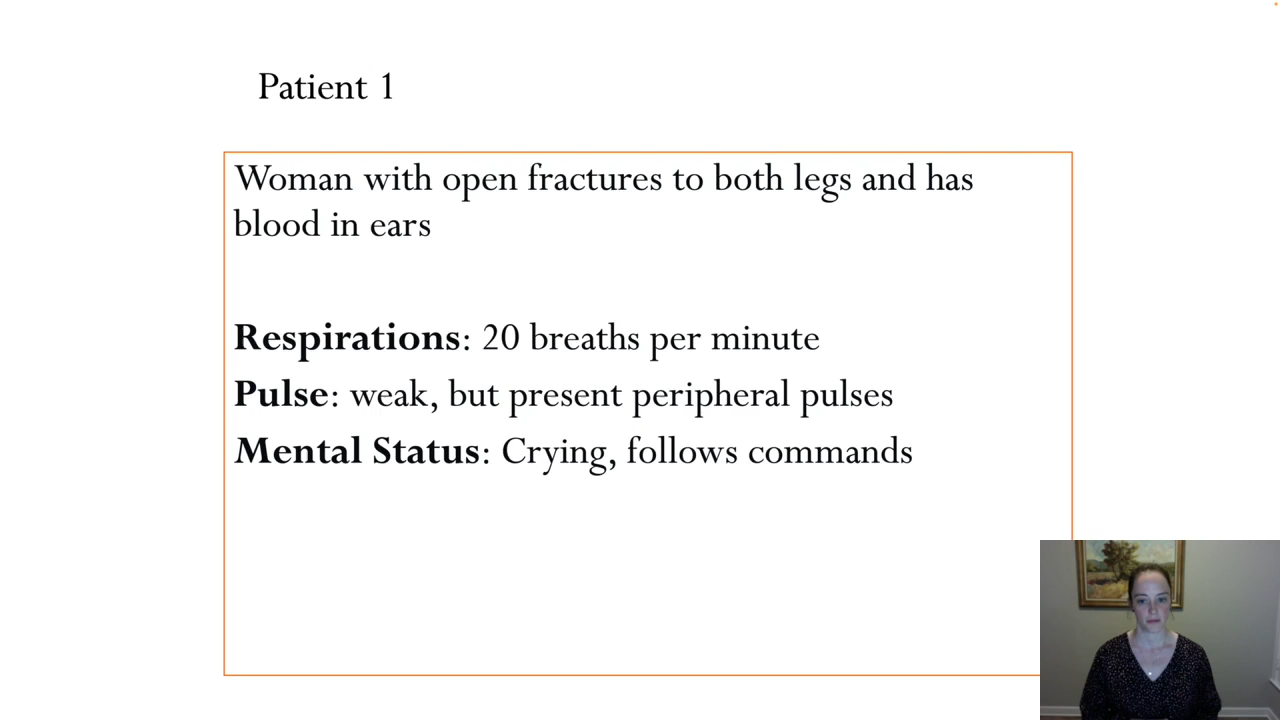 Patient 1
Woman with open fractures to both legs and has
blood in ears
Respirations: 20 breaths per minute
Pulse: weak, but present peripheral pulses
Mental Status: Crying, follows commands